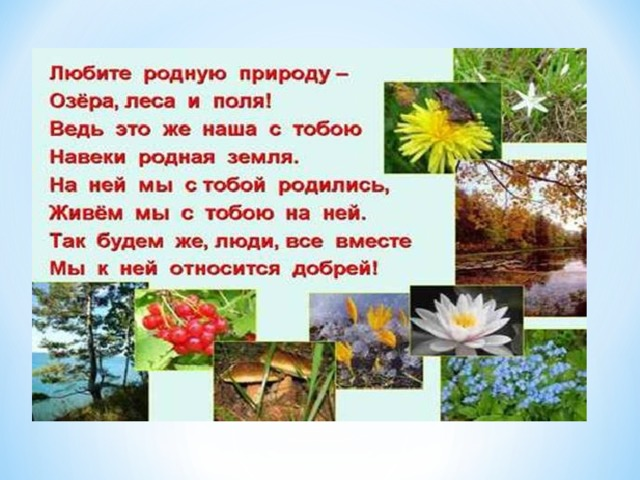 Любите родную природу –
Озёра, леса и поля!
Ведь это же наша с тобою
Навеки родная земля.
На ней мы с тобой родились,
Живём мы с тобою на ней.
Так будем же, люди, все вместе
Мы к ней относится добрей!